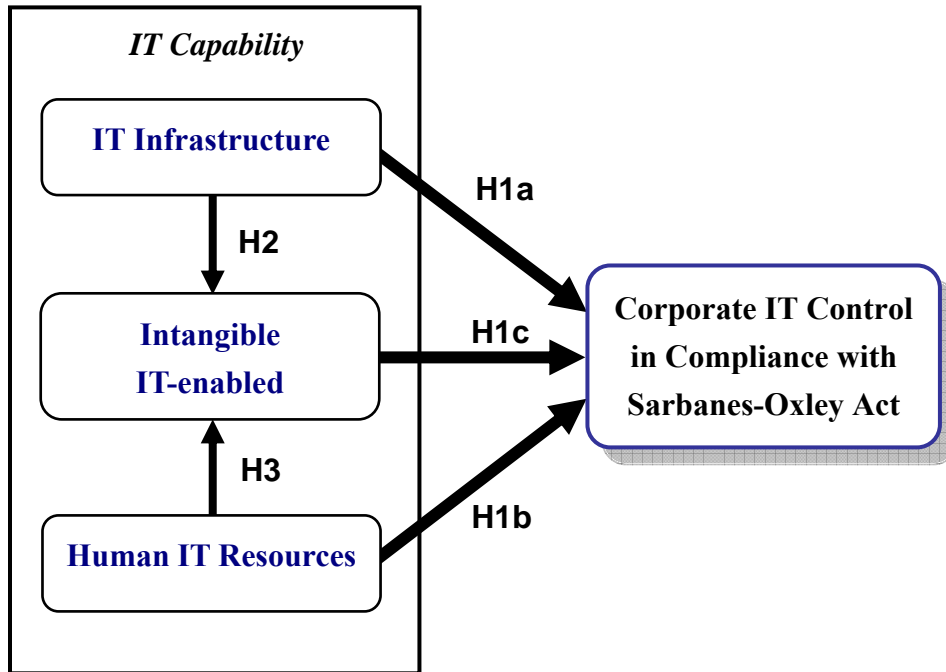 IT Capability
IT Infrastructure
H1a
H2
Intangible
IT-enabled
H1c
Corporate IT Control
in Compliance with
Sarbanes-Oxley Act
H3
H1b
Human IT Resources